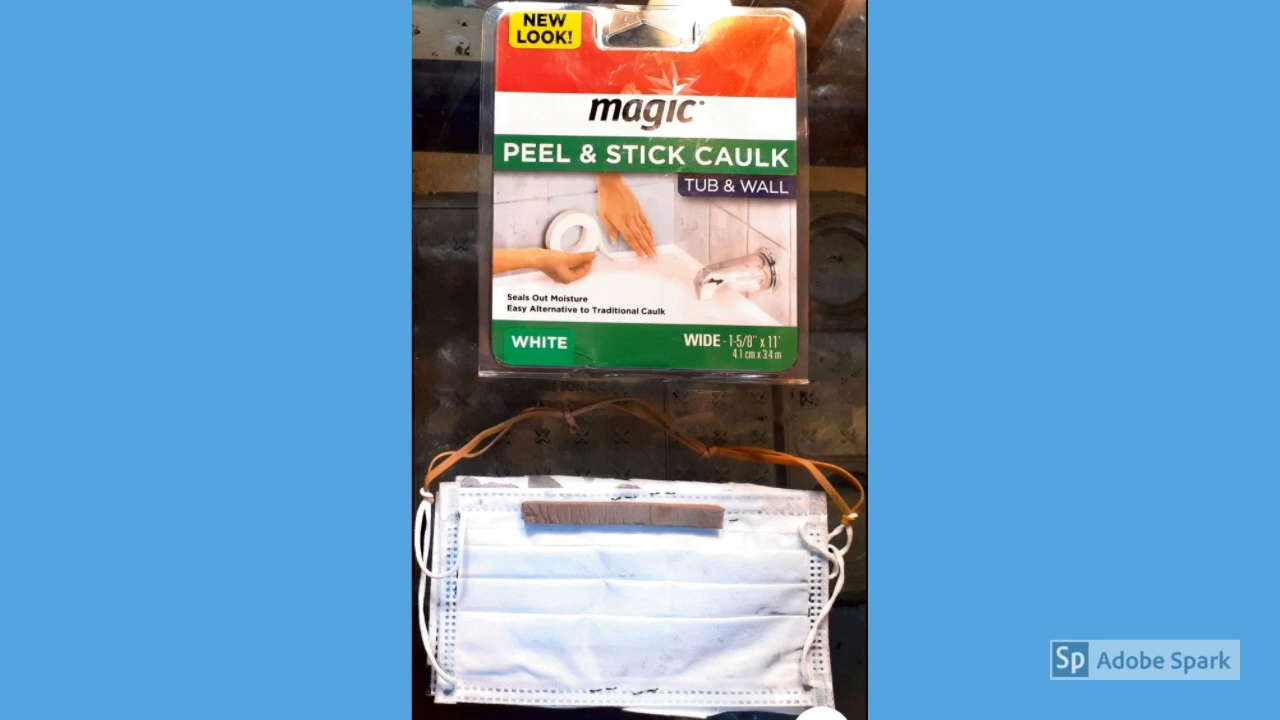 NEW
LOOK!
magic
PEEL & STICK CAULK
TUB & WALL
Seals Out Moisture
Easy Alternative to Traditional Caulk
WHITE
WIDE - 1-5/8" x 11'
4.1 cm x 3.4 m
Sp Adobe Spark